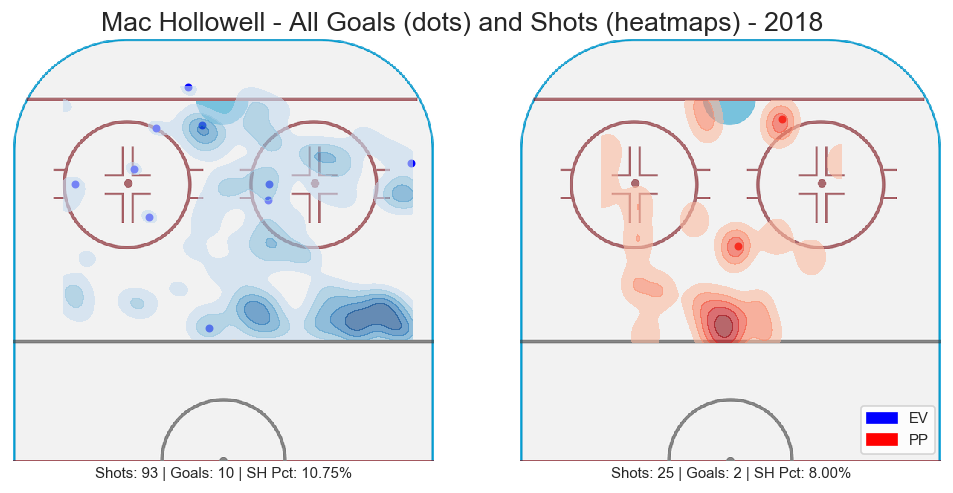 Mac Hollowell - All Goals (dots) and Shots (heatmaps) - 2018
EV
PP
Shots: 93 | Goals: 10 | SH Pct: 10.75%
Shots: 25 | Goals: 2 | SH Pct: 8.00%